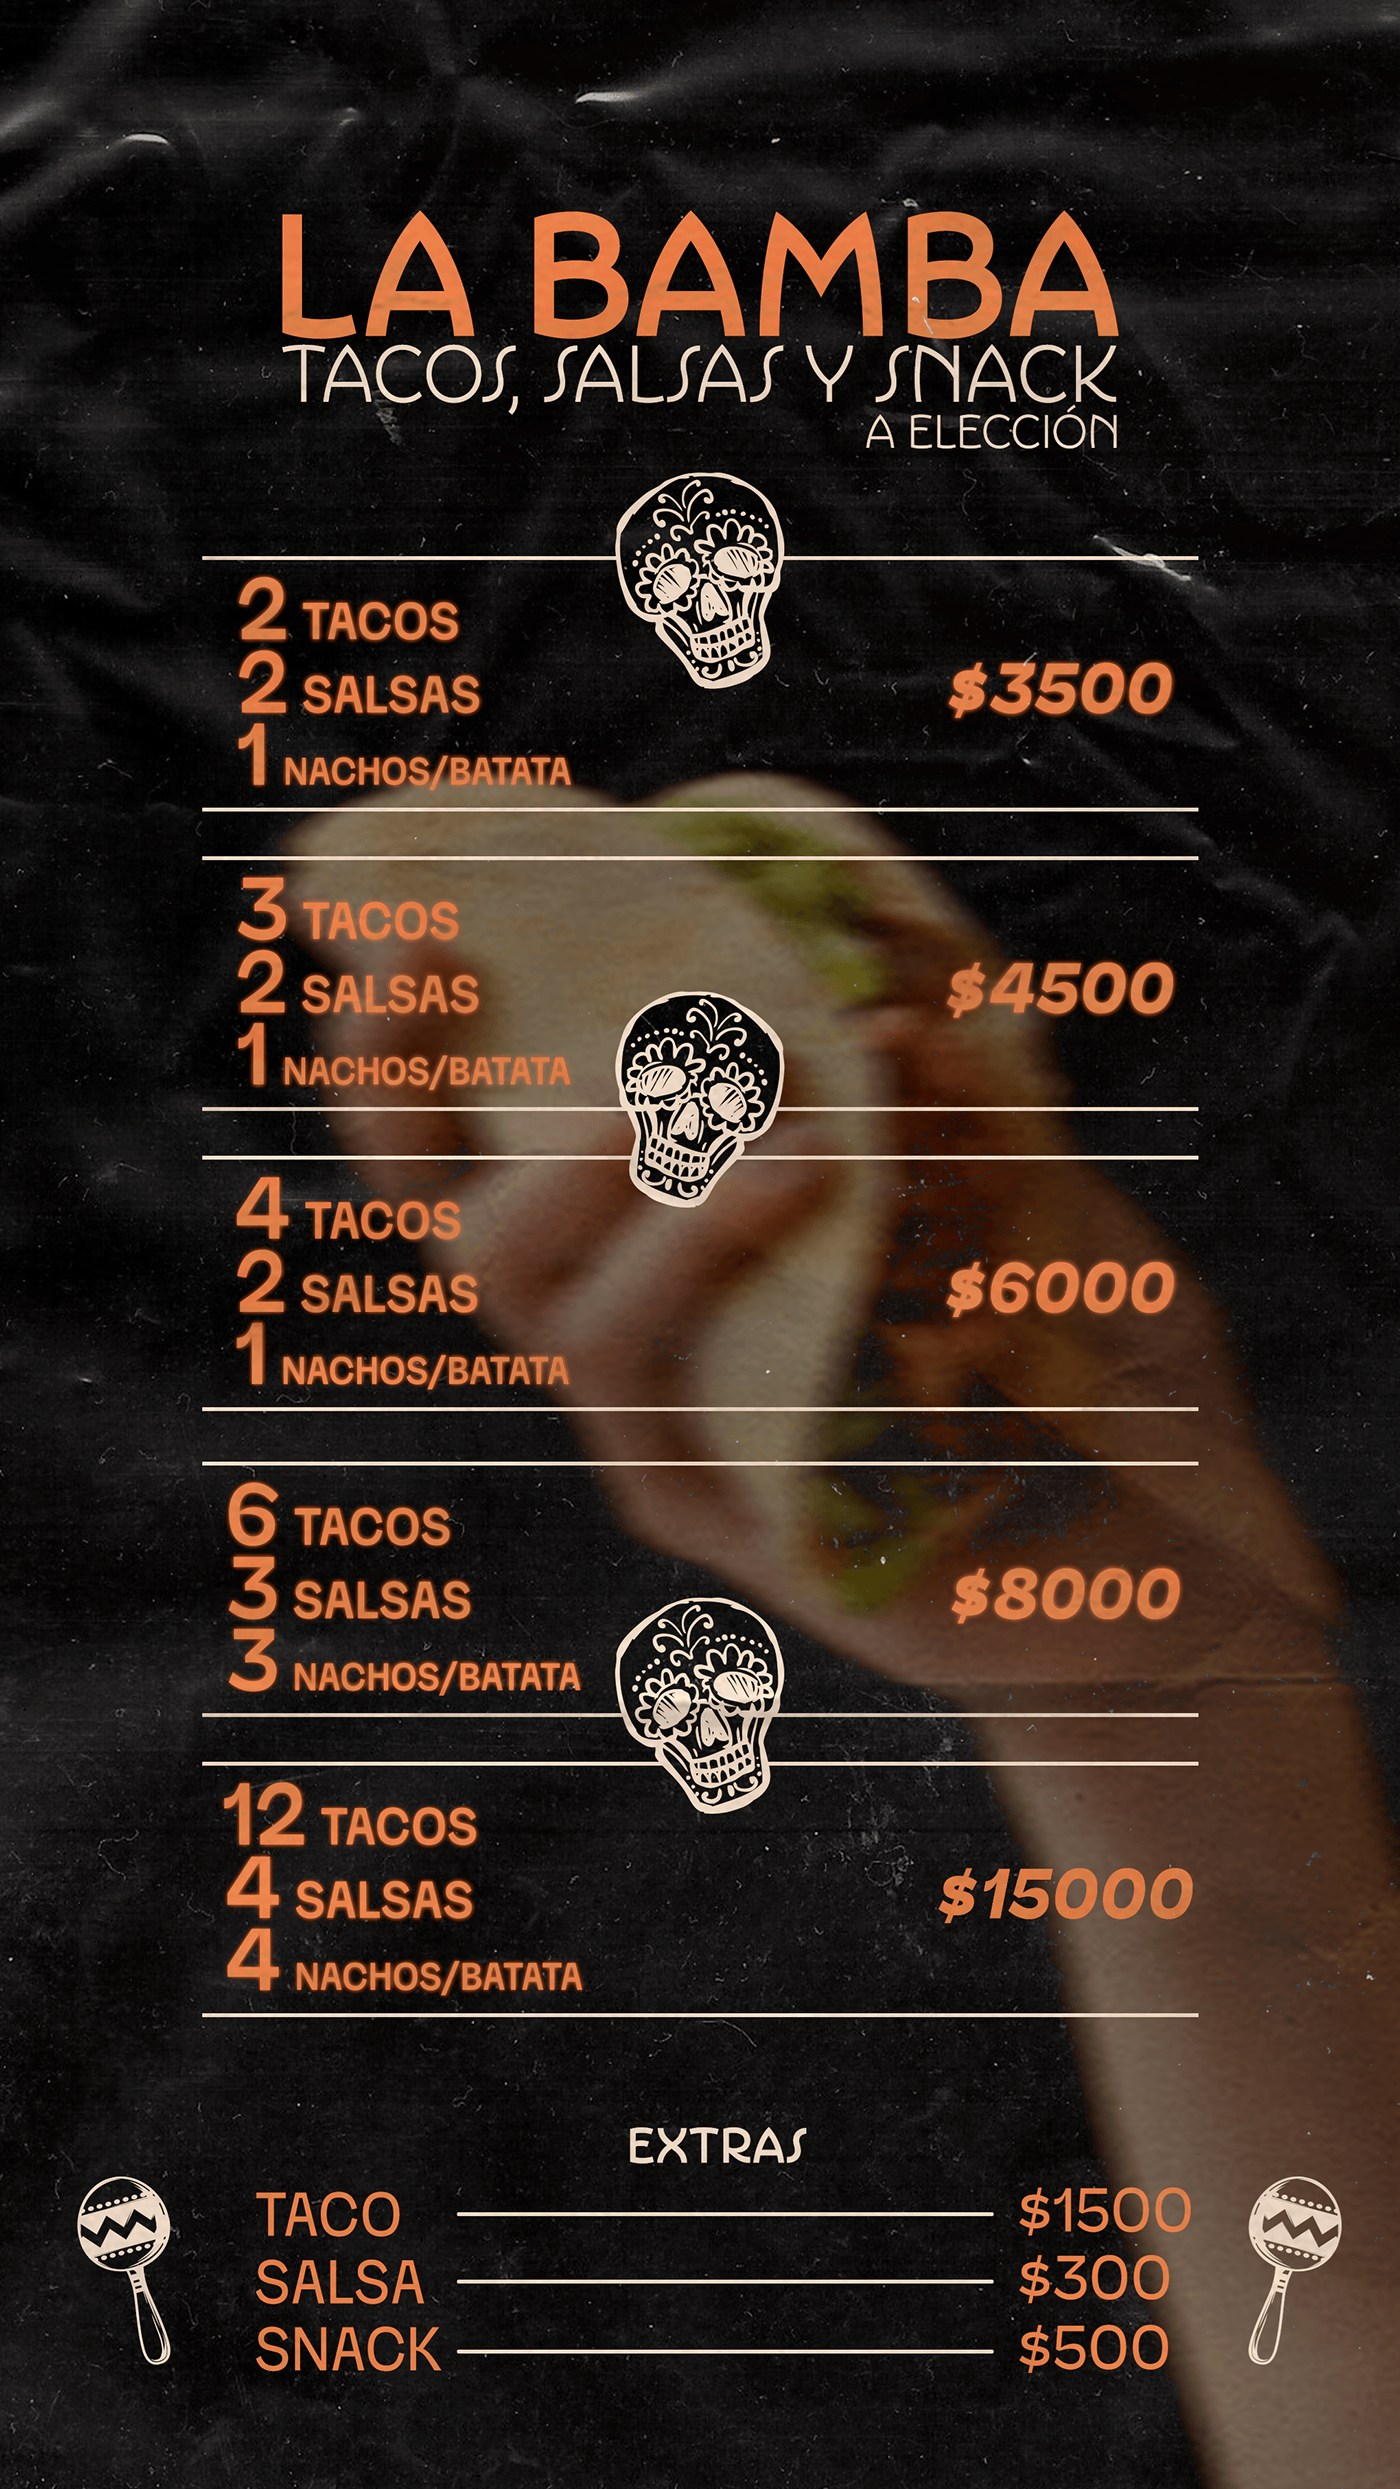 LA BAMBA
TACOS, SALSAS Y SNACK
A ELECCIÓN
2 TACOS
2 SALSAS
1 NACHOS/BATATA
$3500
3 TACOS
2 SALSAS
1 NACHOS/BATATA
$4500
4 TACOS
2 SALSAS
1 NACHOS/BATATA
$6000
6 TACOS
3 SALSAS
3 NACHOS/BATATA
$8000
12 TACOS
4 SALSAS
4 NACHOS/BATATA
$15000
EXTRAS
TACO $1500
SALSA $300
SNACK $500